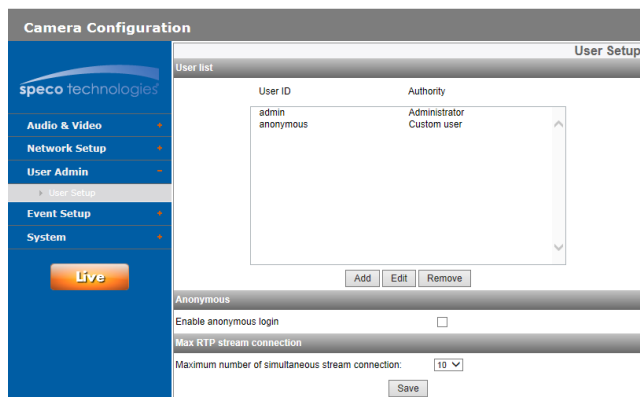 Camera Configuration
User Setup
speco technologies
Audio & Video +
Network Setup +
User Admin -
User Setup
Event Setup +
System +
Live
User list
User ID Authority
admin Administrator
anonymous Custom user
Add Edit Remove
Anonymous
Enable anonymous login
Max RTP stream connection
Maximum number of simultaneous stream connection: 10
Save